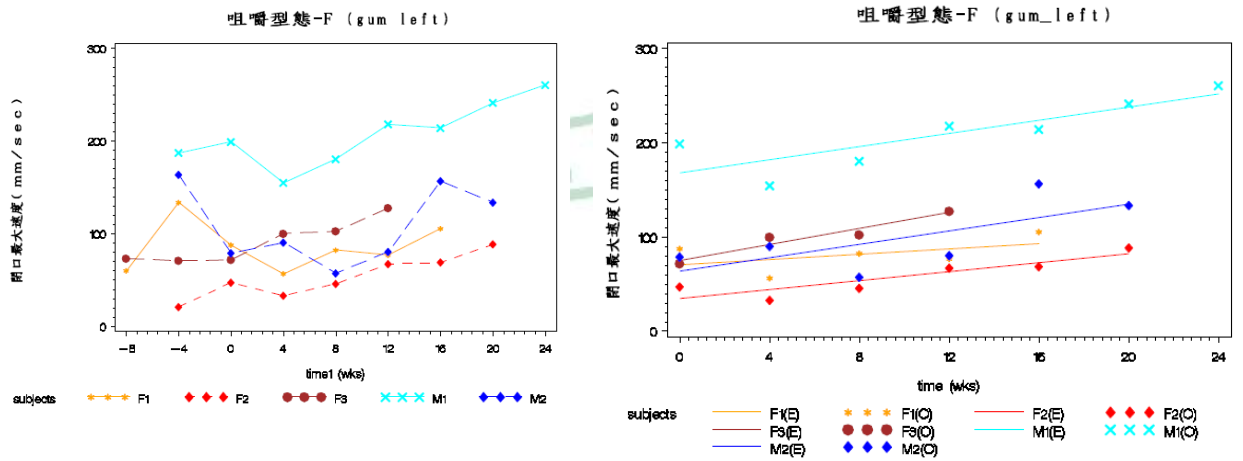 咀嚼型態-F (gum left)
300
200
100
0
閉口最大速度(mm/sec)
-8 -4 0 4 8 12 16 20 24
time1 (wks)
subjects F1 F2 F3 M1 M2
咀嚼型態-F (gum_left)
300
200
100
0
閉口最大速度(mm/sec)
0 4 8 12 16 20 24
time (wks)
subjects F1(E) F1(O) F2(E) F2(O)
F3(E) F3(O) M1(E) M1(O)
M2(E) M2(O)